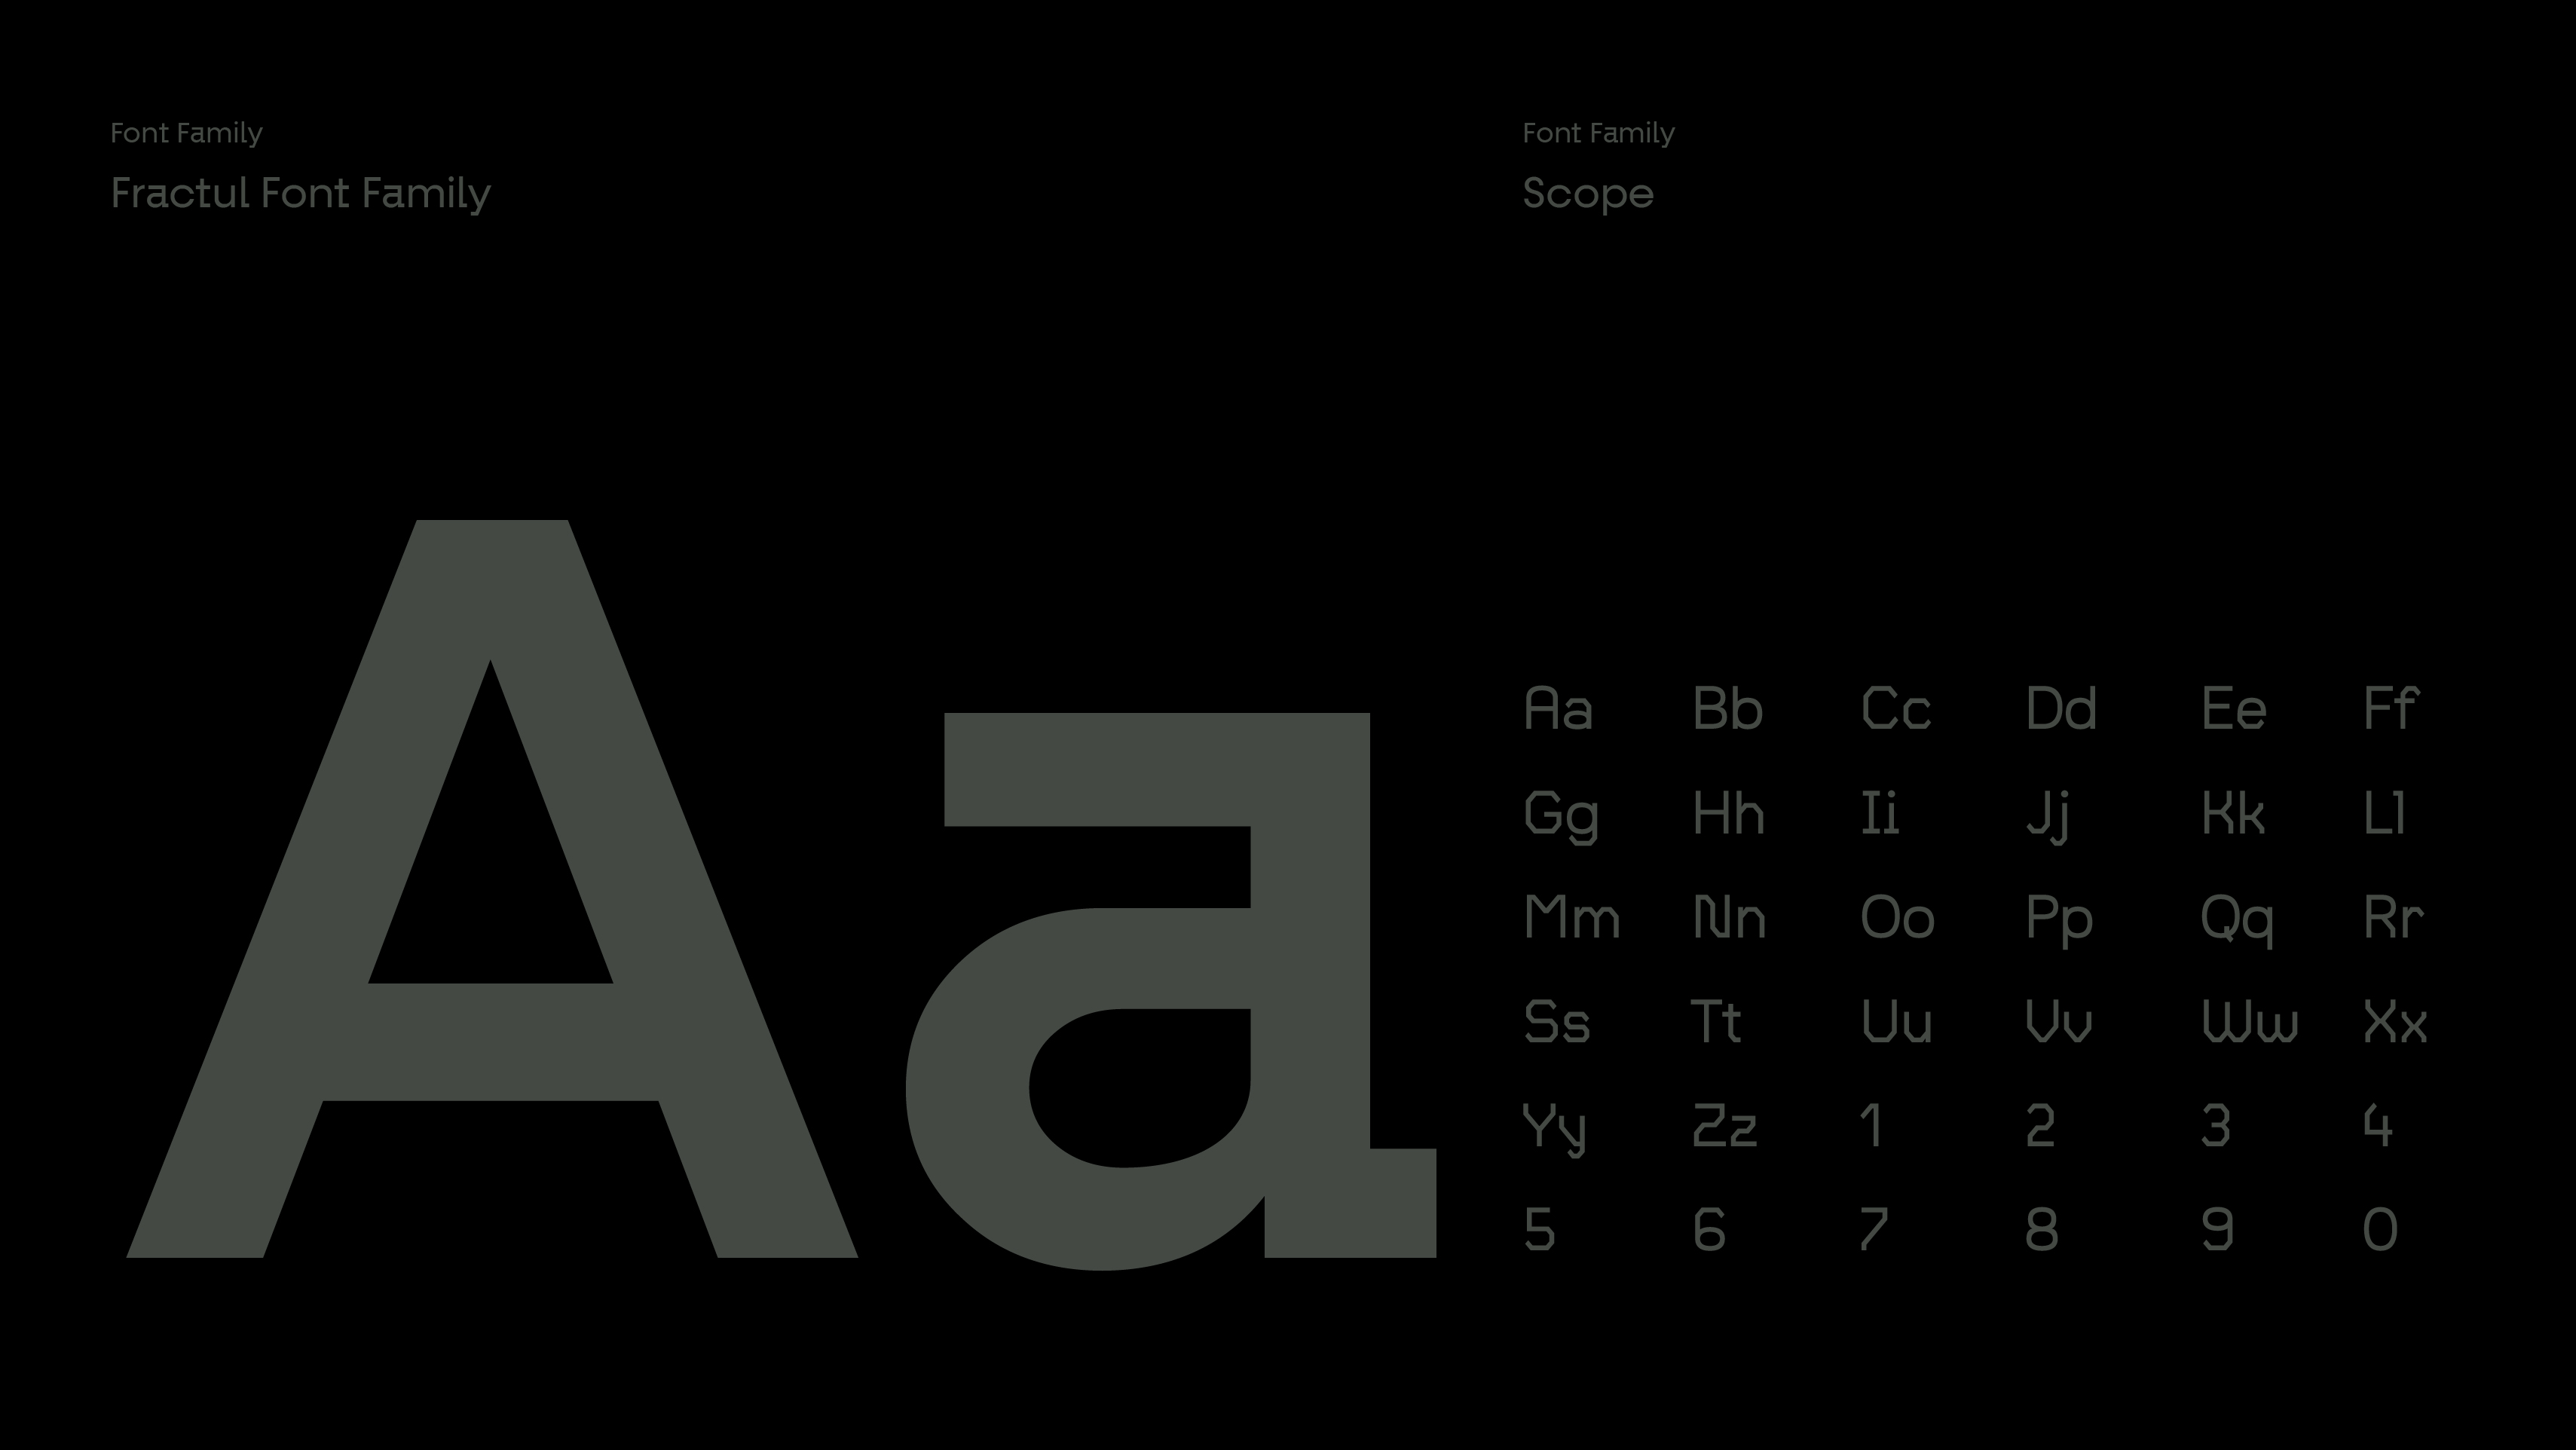 Font Family
Fractul Font Family
Aa
Font Family
Scope
Aa Bb Cc Dd Ee Ff
Gg Hh Ii Jj Kk Ll
Mm Nn Oo Pp Qq Rr
Ss Tt Uu Vv Ww Xx
Yy Zz 1 2 3 4
5 6 7 8 9 0